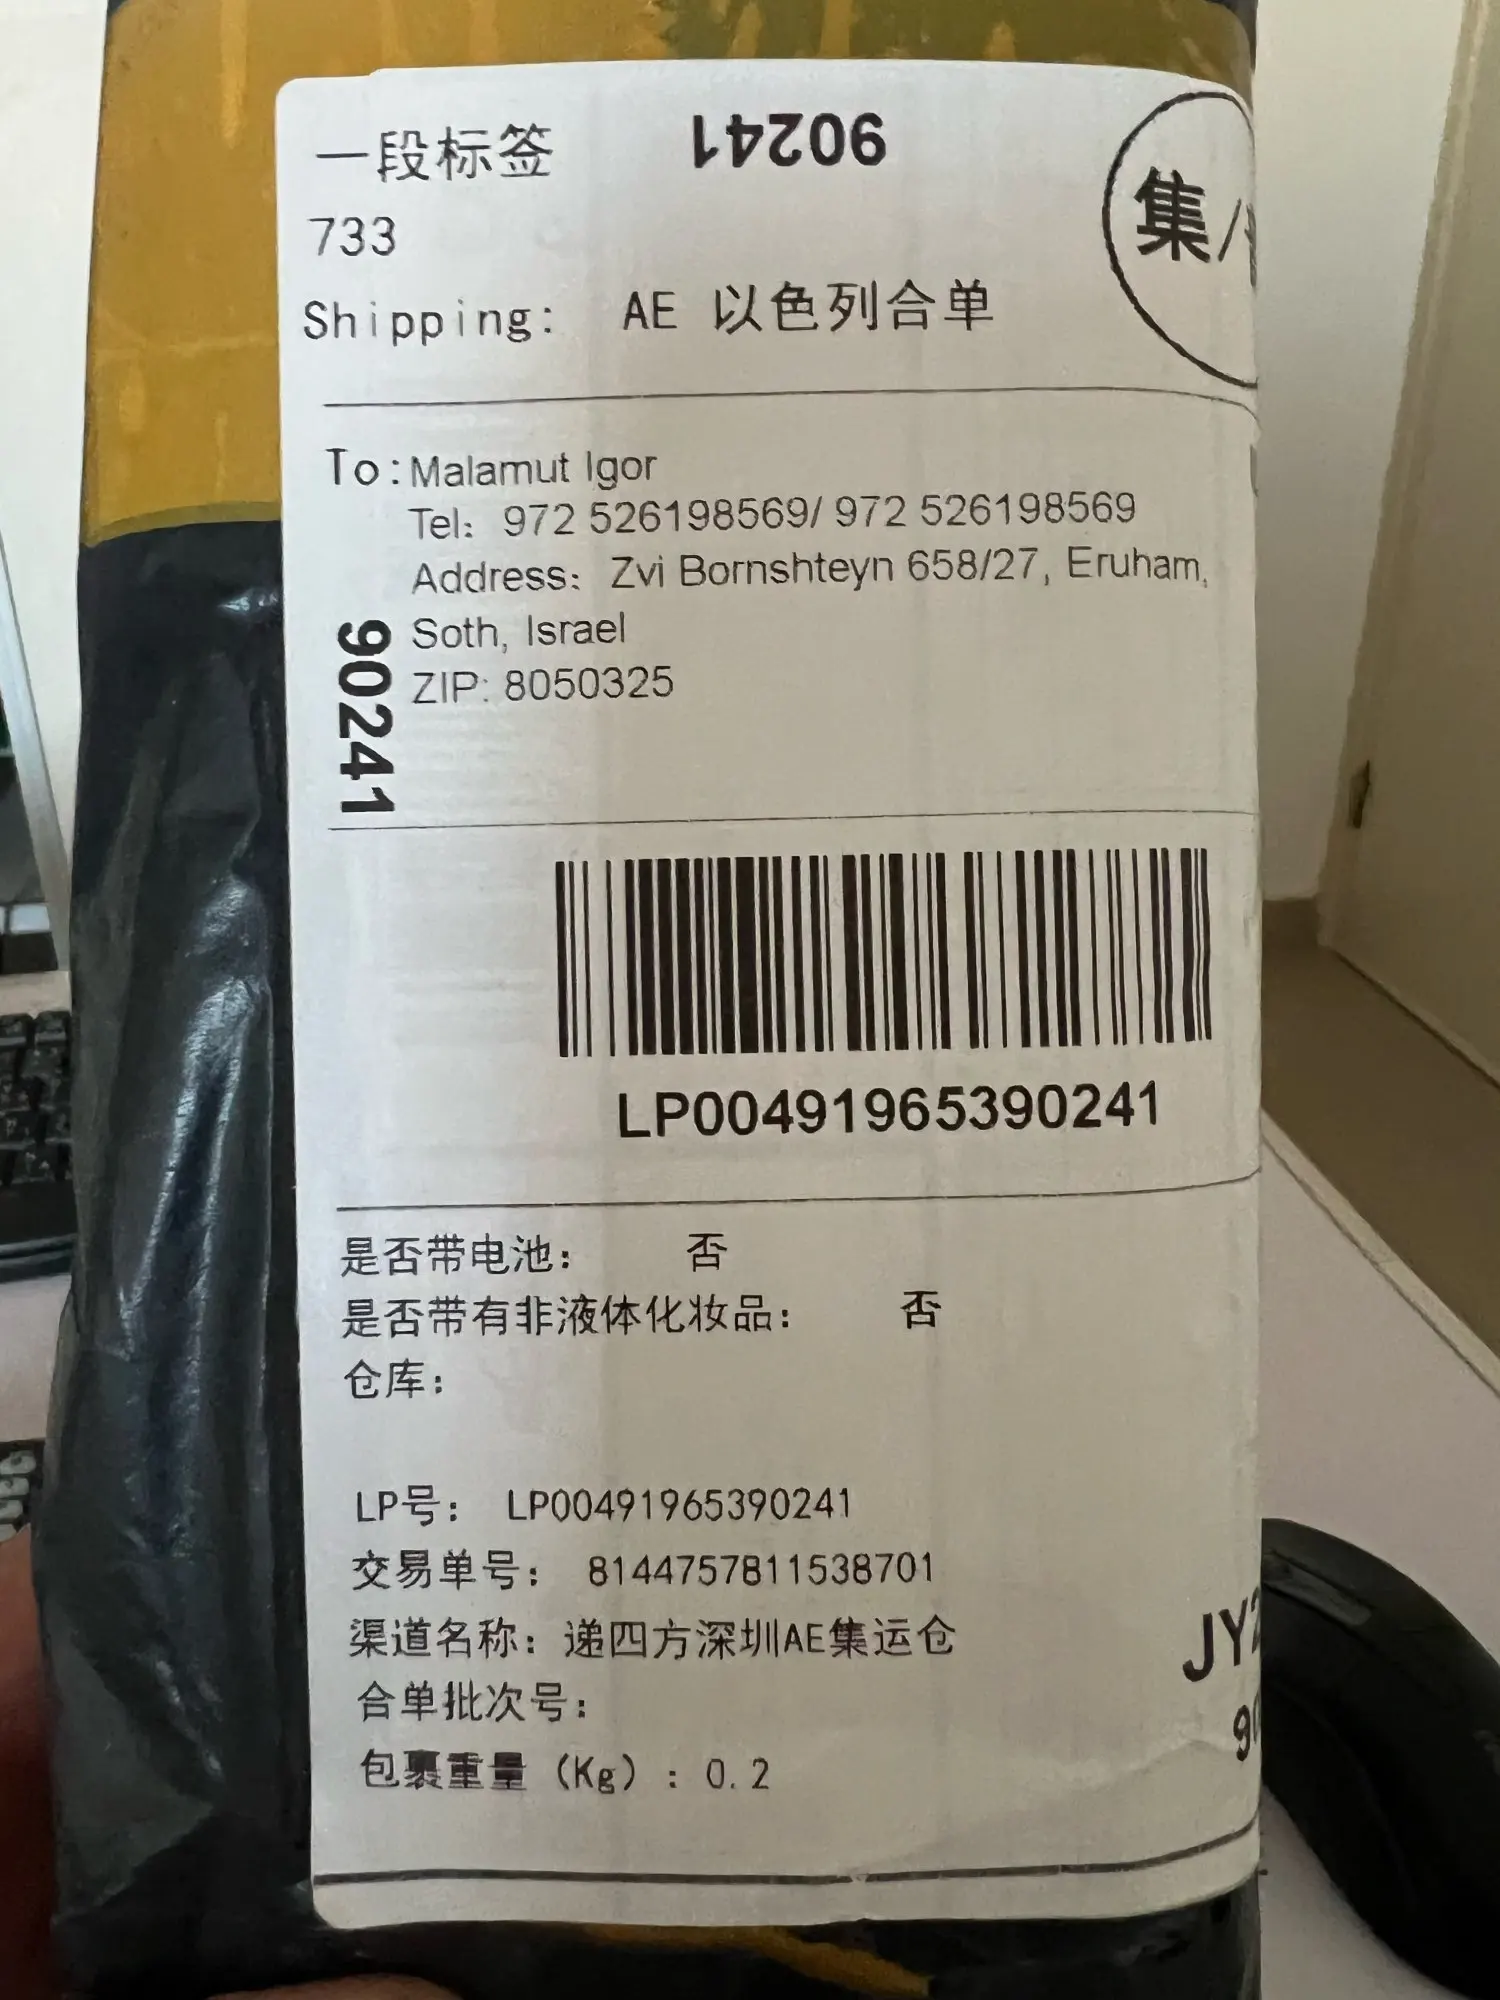 一段标签
90241
集/
733
Shipping: AE 以色列合单
To: Malamut Igor
Tel: 972 526198569/ 972 526198569
Address: Zvi Bornshteyn 658/27, Eruham,
Soth, Israel
ZIP: 8050325
90241
LP00491965390241
是否带电池: 否
是否带有非液体化妆品: 否
仓库:
LP号: LP00491965390241
交易单号: 8144757811538701
渠道名称: 递四方深圳AE集运仓
合单批次号:
包裹重量 (Kg) : 0.2